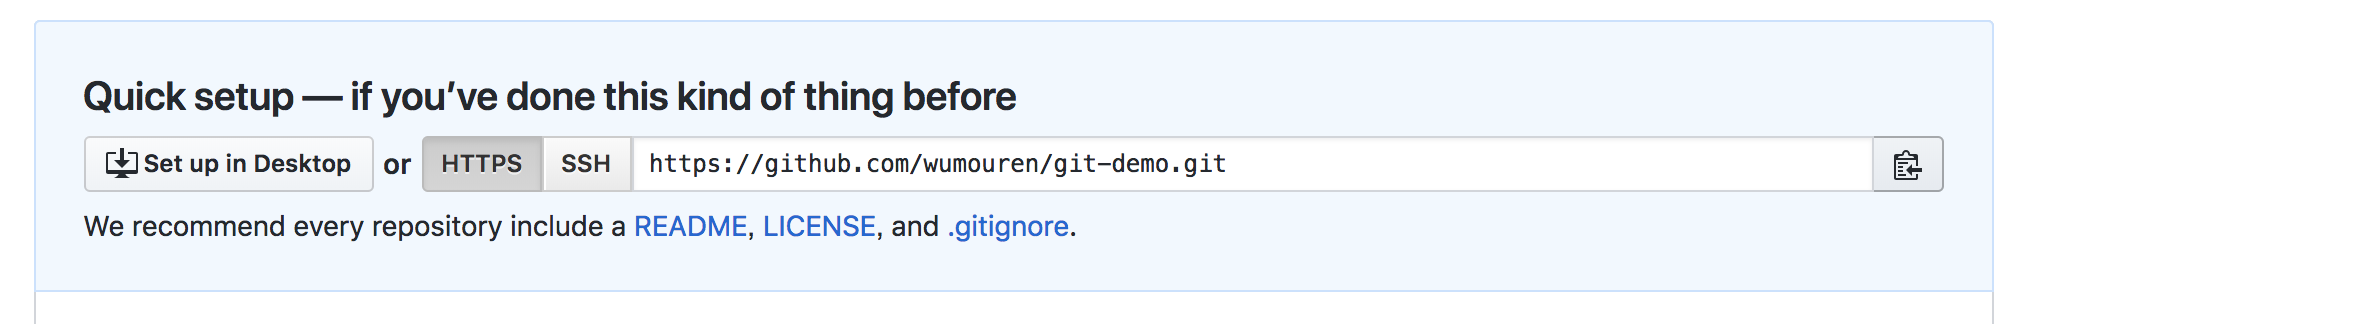 Quick setup — if you’ve done this kind of thing before
Set up in Desktop or HTTPS SSH https://github.com/wumouren/git-demo.git
We recommend every repository include a README, LICENSE, and .gitignore.